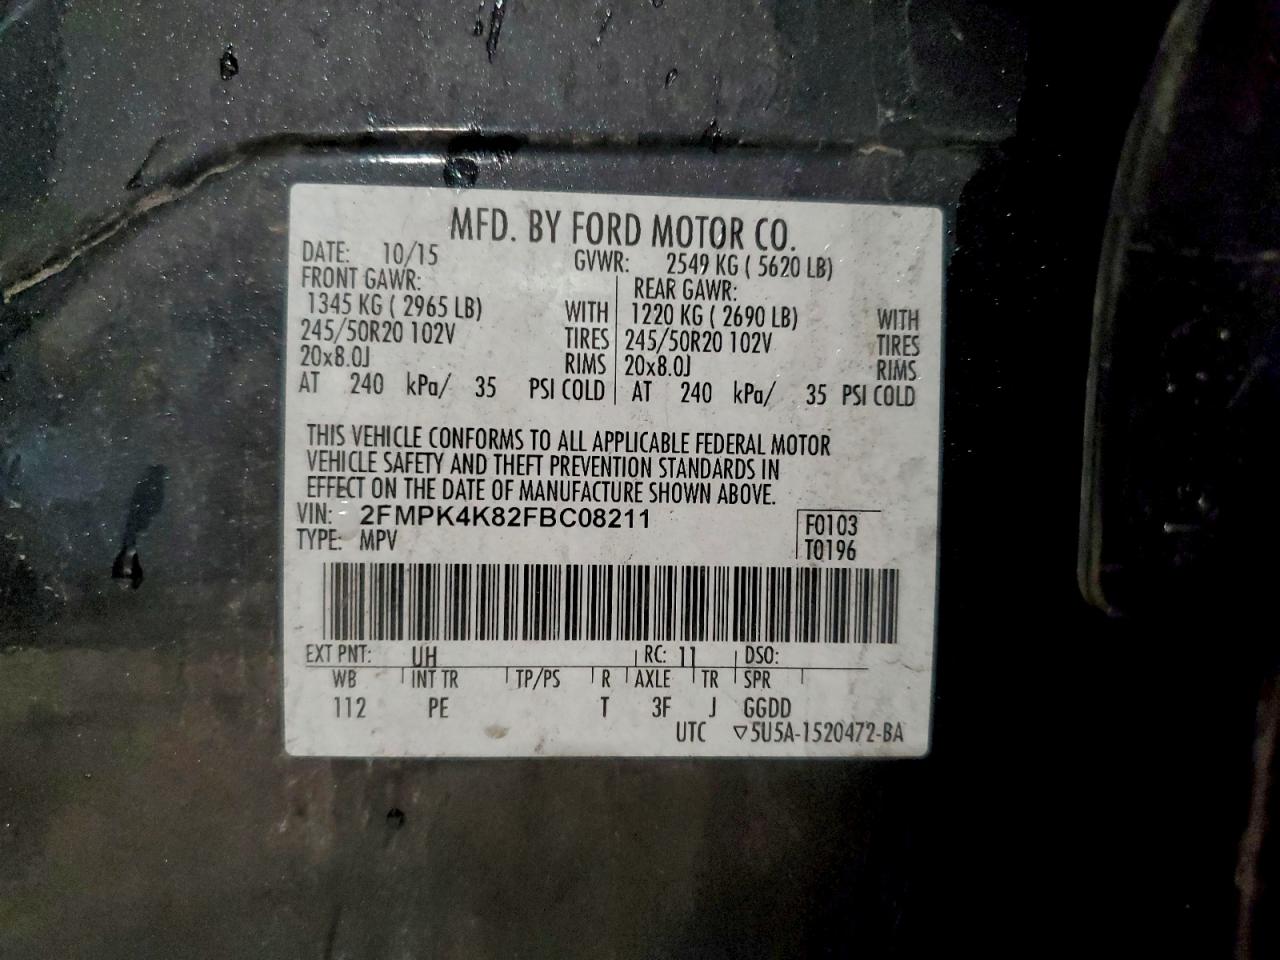 MFD. BY FORD MOTOR CO.
DATE: 10/15 GVWR: 2549 KG ( 5620 LB)
FRONT GAWR: REAR GAWR:
1345 KG ( 2965 LB) WITH 1220 KG ( 2690 LB) WITH
245/50R20 102V TIRES 245/50R20 102V TIRES
20x8.0J RIMS 20x8.0J RIMS
AT 240 kPa/ 35 PSI COLD AT 240 kPa/ 35 PSI COLD
THIS VEHICLE CONFORMS TO ALL APPLICABLE FEDERAL MOTOR
VEHICLE SAFETY AND THEFT PREVENTION STANDARDS IN
EFFECT ON THE DATE OF MANUFACTURE SHOWN ABOVE.
VIN: 2FMPK4K82FBC08211 F0103
TYPE: MPV T0196
EXT PNT: UH RC: 11 DSO:
WB INT TR TP/PS R AXLE TR SPR
112 PE T 3F J GGDD
UTC ▽5U5A-1520472-BA